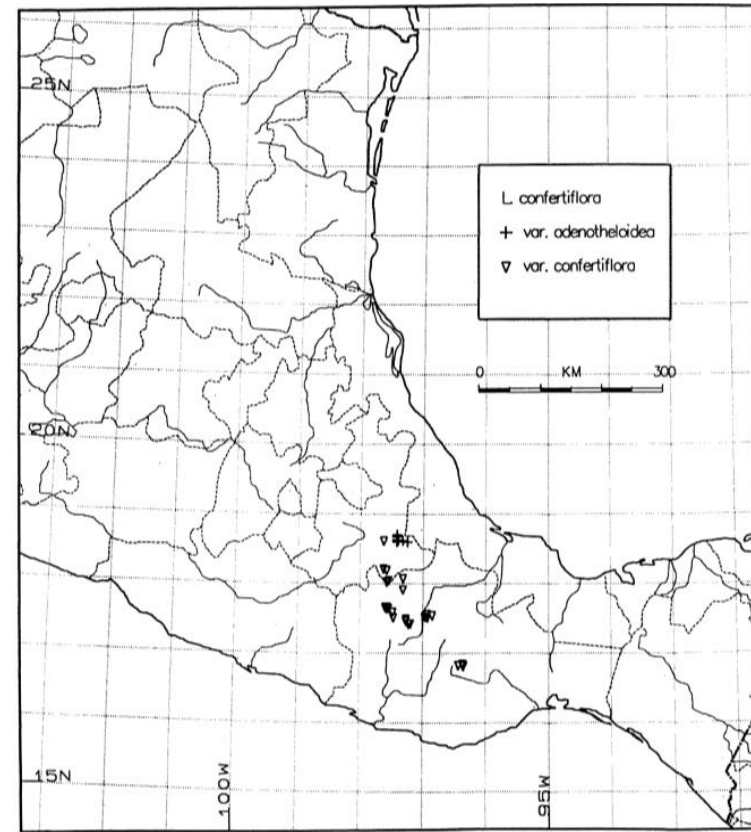 25N
L. confertiflora
+ var. adenotheloidea
▽ var. confertiflora
0 KM 300
20N
15N
100W
95W